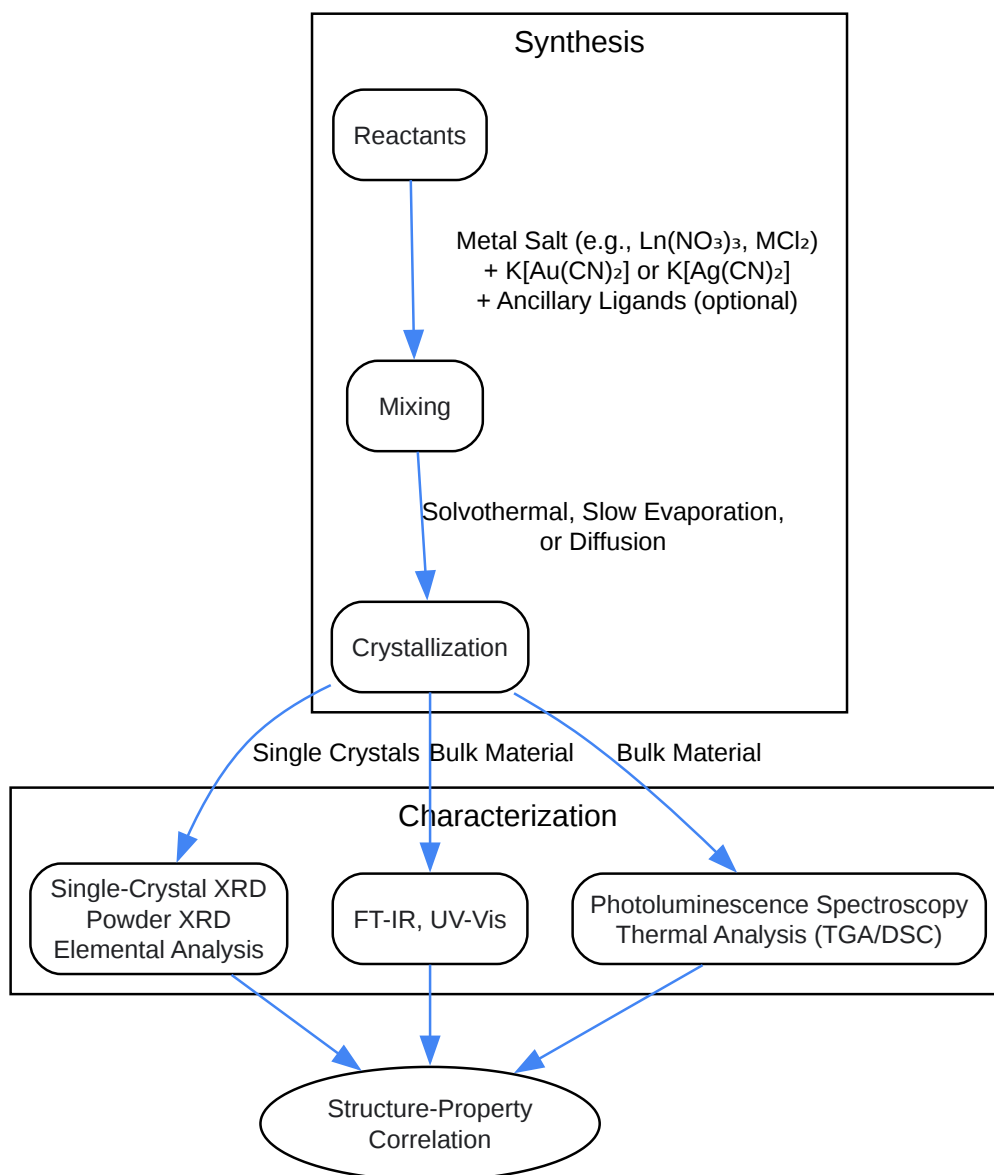 Synthesis
Reactants
Metal Salt (e.g., Ln(NO₃)₃, MCl₂)
+ K[Au(CN)₂] or K[Ag(CN)₂]
+ Ancillary Ligands (optional)
Mixing
Solvothermal, Slow Evaporation,
or Diffusion
Crystallization
Single Crystals
Bulk Material
Bulk Material
Characterization
Single-Crystal XRD
Powder XRD
Elemental Analysis
FT-IR, UV-Vis
Photoluminescence Spectroscopy
Thermal Analysis (TGA/DSC)
Structure-Property
Correlation